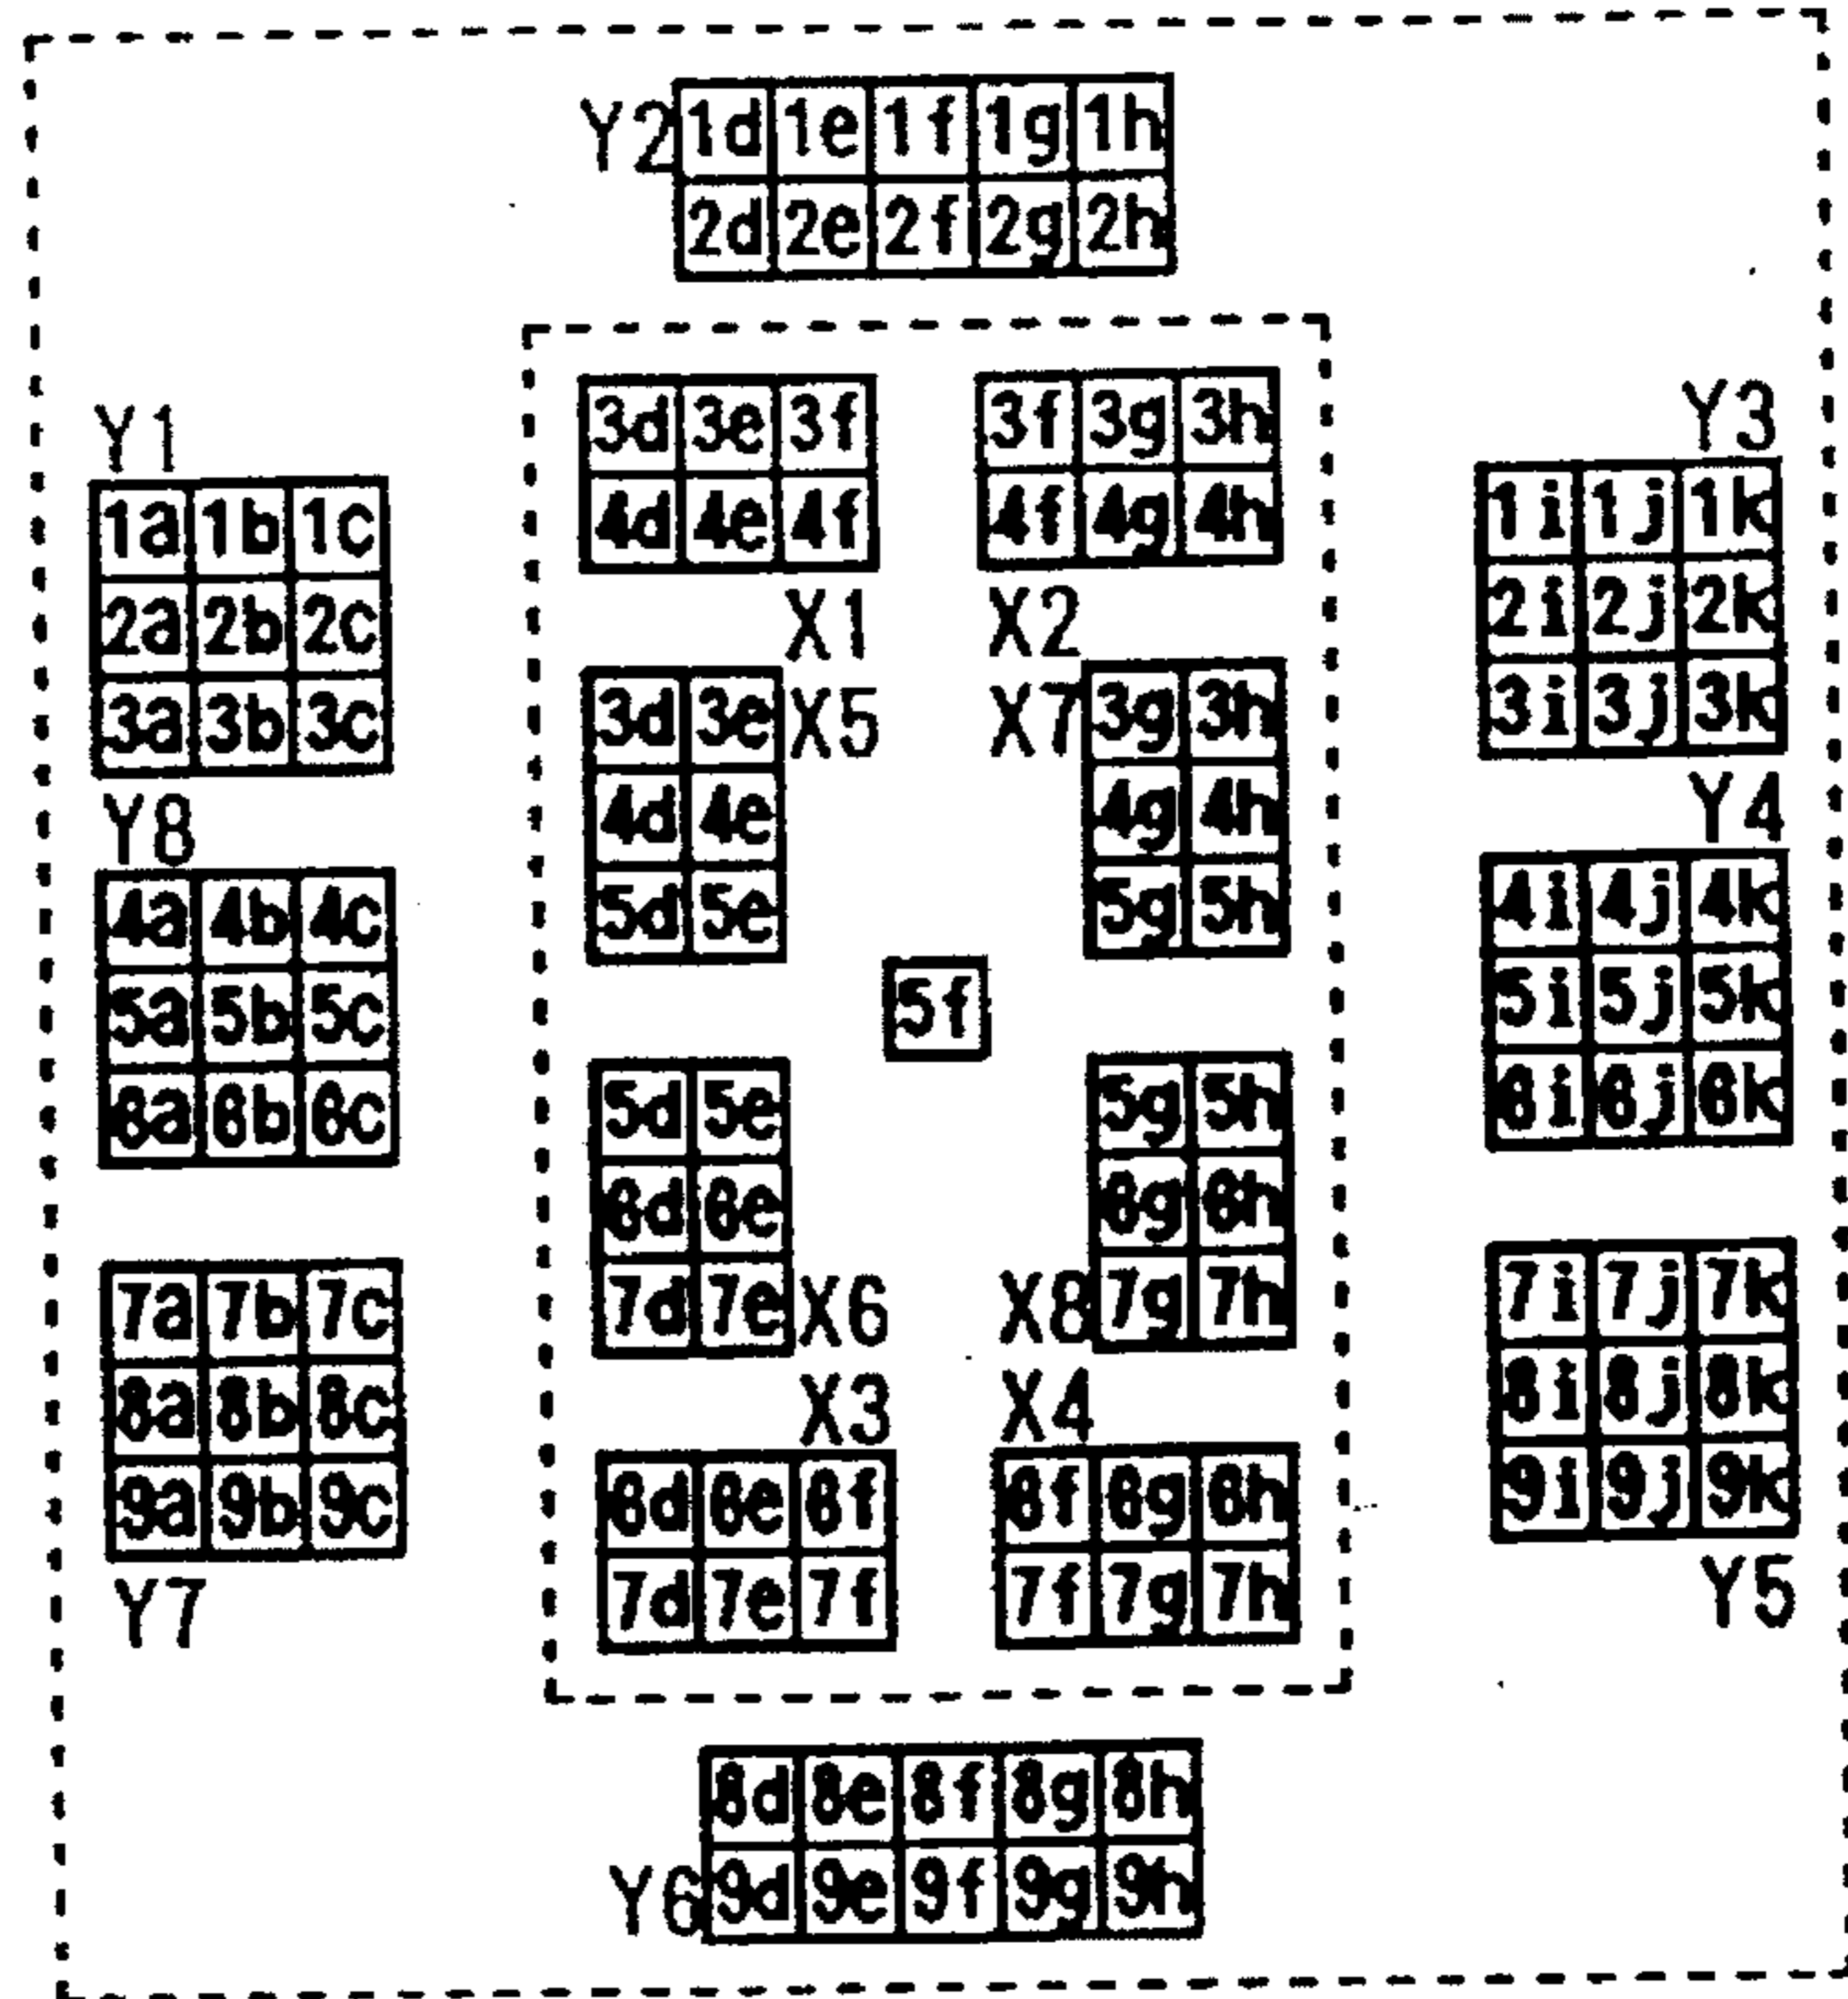 Y2 1d 1e 1f 1g 1h
2d 2e 2f 2g 2h
Y1
1a 1b 1c
2a 2b 2c
3a 3b 3c
Y8
4a 4b 4c
5a 5b 5c
6a 6b 6c
7a 7b 7c
8a 8b 8c
9a 9b 9c
Y7
3d 3e 3f
4d 4e 4f
X1
3f 3g 3h
4f 4g 4h
X2
3d 3e X5
4d 4e
5d 5e
X7 3g 3h
4g 4h
5g 5h
5f
5d 5e
6d 6e
7d 7e X6
5g 5h
6g 6h
X8 7g 7h
X3
6d 6e 6f
7d 7e 7f
X4
6f 6g 6h
7f 7g 7h
Y3
1i 1j 1k
2i 2j 2k
3i 3j 3k
Y4
4i 4j 4k
5i 5j 5k
6i 6j 6k
7i 7j 7k
8i 8j 8k
9i 9j 9k
Y5
8d 8e 8f 8g 8h
Y6 9d 9e 9f 9g 9h